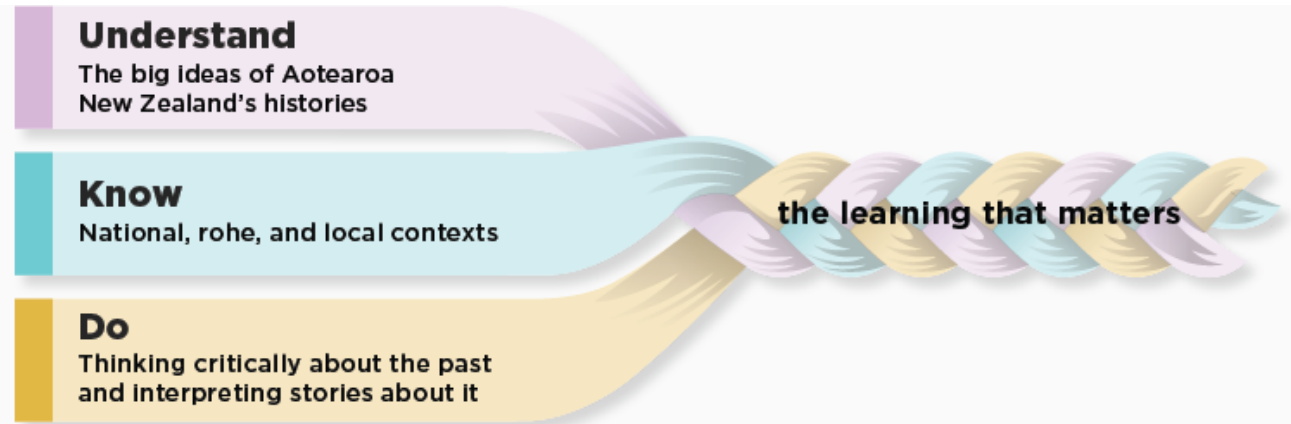 Understand
The big ideas of Aotearoa
New Zealand's histories
Know
National, rohe, and local contexts
Do
Thinking critically about the past
and interpreting stories about it
the learning that matters